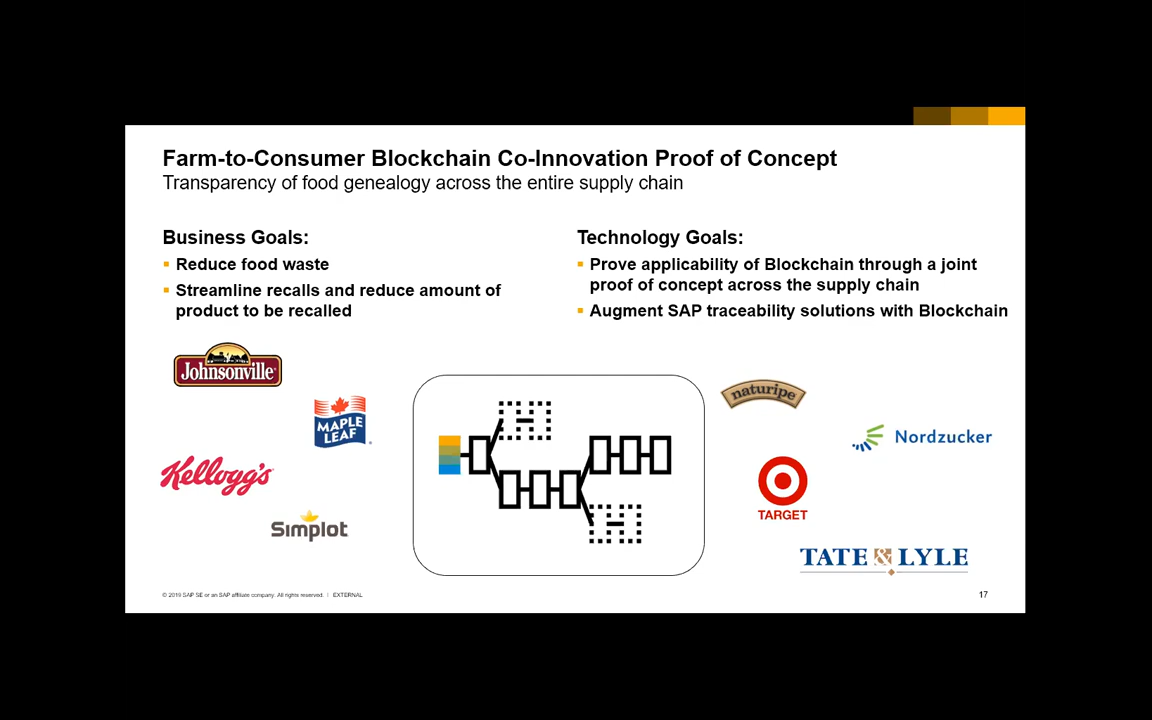 Farm-to-Consumer Blockchain Co-Innovation Proof of Concept
Transparency of food genealogy across the entire supply chain
Business Goals:
Reduce food waste
Streamline recalls and reduce amount of
product to be recalled
Technology Goals:
Prove applicability of Blockchain through a joint
proof of concept across the supply chain
Augment SAP traceability solutions with Blockchain
Johnsonville
MAPLE
LEAF
Kellogg's
Simplot
naturipe
Nordzucker
TARGET
TATE & LYLE
© 2019 SAP SE or an SAP affiliate company. All rights reserved. | EXTERNAL
17